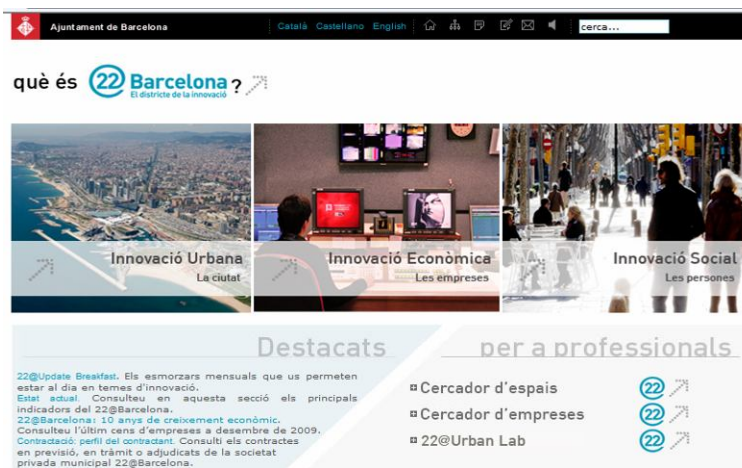 Ajuntament de Barcelona
Català Castellano English
cerca...
què és 22@ Barcelona ?
El districte de la innovació
Innovació Urbana
La ciutat
Innovació Econòmica
Les empreses
Innovació Social
Les persones
Destacats
22@Update Breakfast. Els esmorzars mensuals que us permeten
estar al dia en temes d'innovació.
Estat actual. Consulteu en aquesta secció els principals
indicadors del 22@Barcelona.
22@Barcelona: 10 anys de creixement econòmic.
Consulteu l'últim cens d'empreses a desembre de 2009.
Contractació: perfil del contractant. Consulti els contractes
en previsió, en tràmit o adjudicats de la societat
privada municipal 22@Barcelona.
per a professionals
Cercador d'espais 22@
Cercador d'empreses 22@
22@Urban Lab 22@